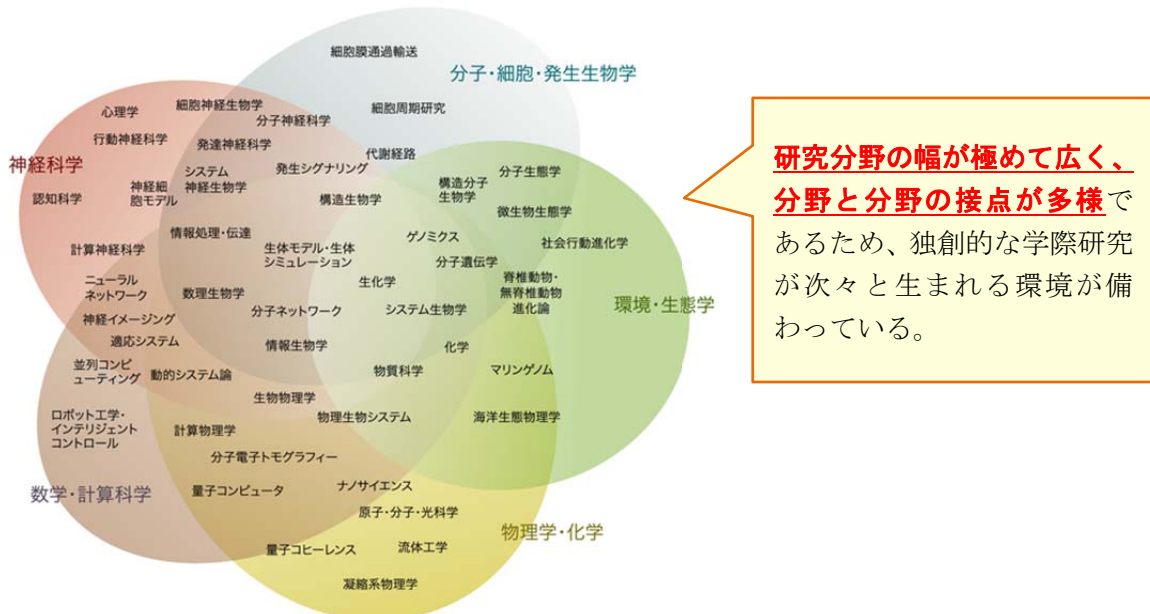 細胞膜通過輸送
分子・細胞・発生生物学
心理学
細胞神経生物学
細胞周期研究
分子神経科学
行動神経科学
発達神経科学
代謝経路
神経科学
システム
神経生物学
発生シグナリング
分子生態学
認知科学
神経細
胞モデル
構造生物学
構造分子
生物学
微生物生態学
情報処理・伝達
ゲノミクス
社会行動進化学
計算神経科学
生体モデル・生体
シミュレーション
分子遺伝学
ニューラル
ネットワーク
数理生物学
生化学
脊椎動物・
無脊椎動物
進化論
環境・生態学
神経イメージング
分子ネットワーク
システム生物学
適応システム
情報生物学
化学
並列コンピ
ューティング
動的システム論
物質科学
マリンゲノム
生物物理学
ロボット工学・
インテリジェント
コントロール
計算物理学
物理生物システム
海洋生態物理学
分子電子トモグラフィー
数学・計算科学
量子コンピュータ
ナノサイエンス
原子・分子・光科学
物理学・化学
量子コヒーレンス
流体工学
凝縮系物理学
研究分野の幅が極めて広く、
分野と分野の接点が多様で
あるため、独創的な学際研究
が次々と生まれる環境が備
わっている。